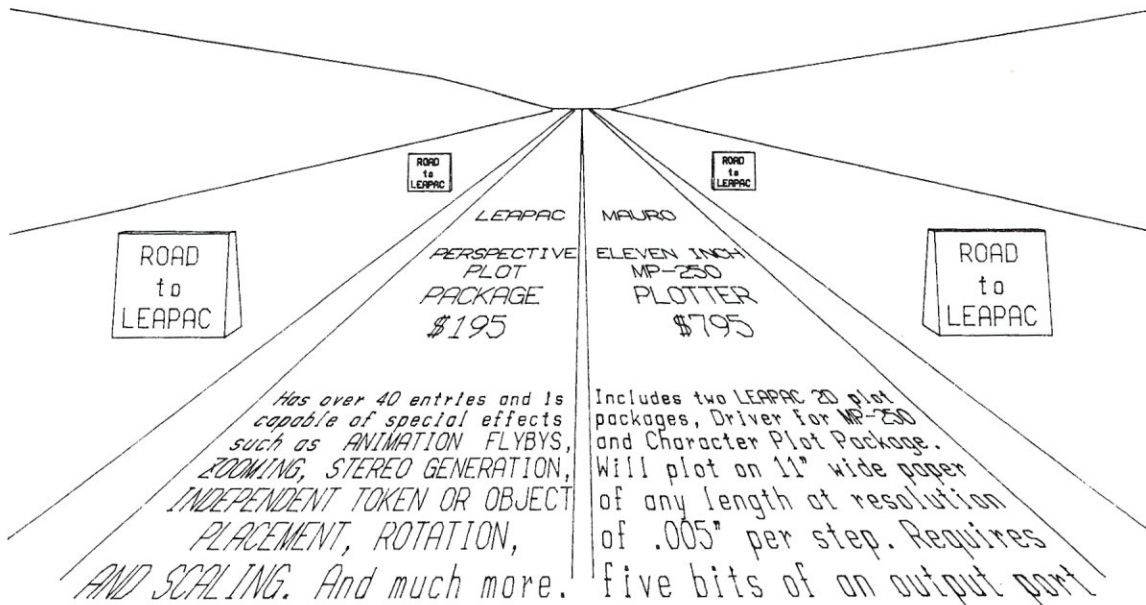 ROAD
to
LEAPAC
ROAD
to
LEAPAC
ROAD
to
LEAPAC
ROAD
to
LEAPAC
LEAPAC
PERSPECTIVE
PLOT
PACKAGE
$195
Has over 40 entries and is
capable of special effects
such as ANIMATION FLYBYS,
ZOOMING, STEREO GENERATION,
INDEPENDENT TOKEN OR OBJECT
PLACEMENT, ROTATION,
AND SCALING. And much more.
MAURO
ELEVEN INCH
MP-250
PLOTTER
$795
Includes two LEAPAC 2D plot
packages, Driver for MP-250
and Character Plot Package.
Will plot on 11" wide paper
of any length at resolution
of .005" per step. Requires
five bits of an output port